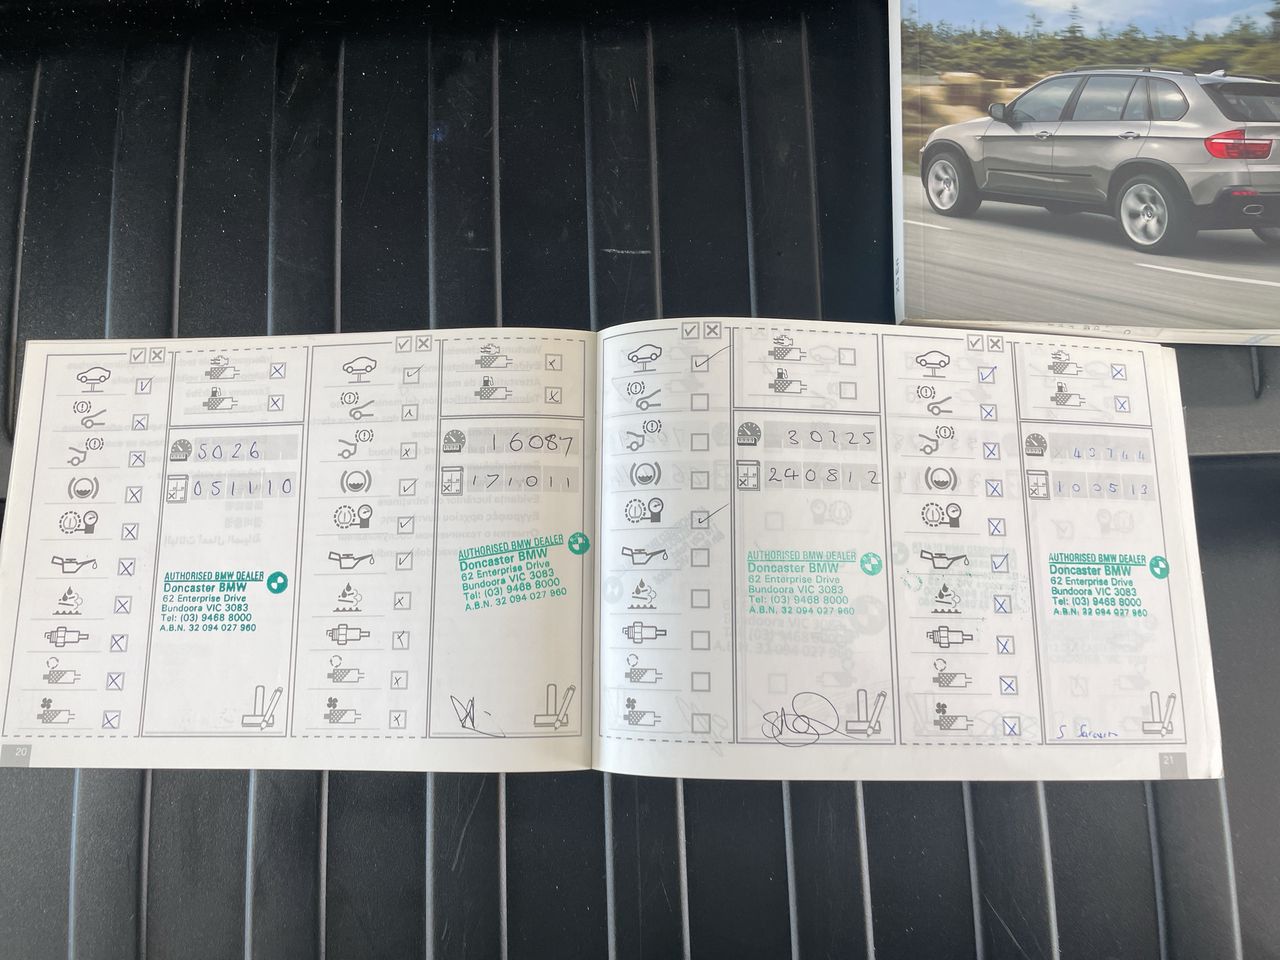 5026
051110
AUTHORISED BMW DEALER
Doncaster BMW
62 Enterprise Drive
Bundoora VIC 3083
Tel: (03) 9468 8000
A.B.N. 32 094 027 960
20
16087
171011
AUTHORISED BMW DEALER
Doncaster BMW
62 Enterprise Drive
Bundoora VIC 3083
Tel: (03) 9468 8000
A.B.N. 32 094 027 960
30225
240812
AUTHORISED BMW DEALER
Doncaster BMW
62 Enterprise Drive
Bundoora VIC 3083
Tel: (03) 9468 8000
A.B.N. 32 094 027 960
43744
100513
AUTHORISED BMW DEALER
Doncaster BMW
62 Enterprise Drive
Bundoora VIC 3083
Tel: (03) 9468 8000
A.B.N. 32 094 027 960
21